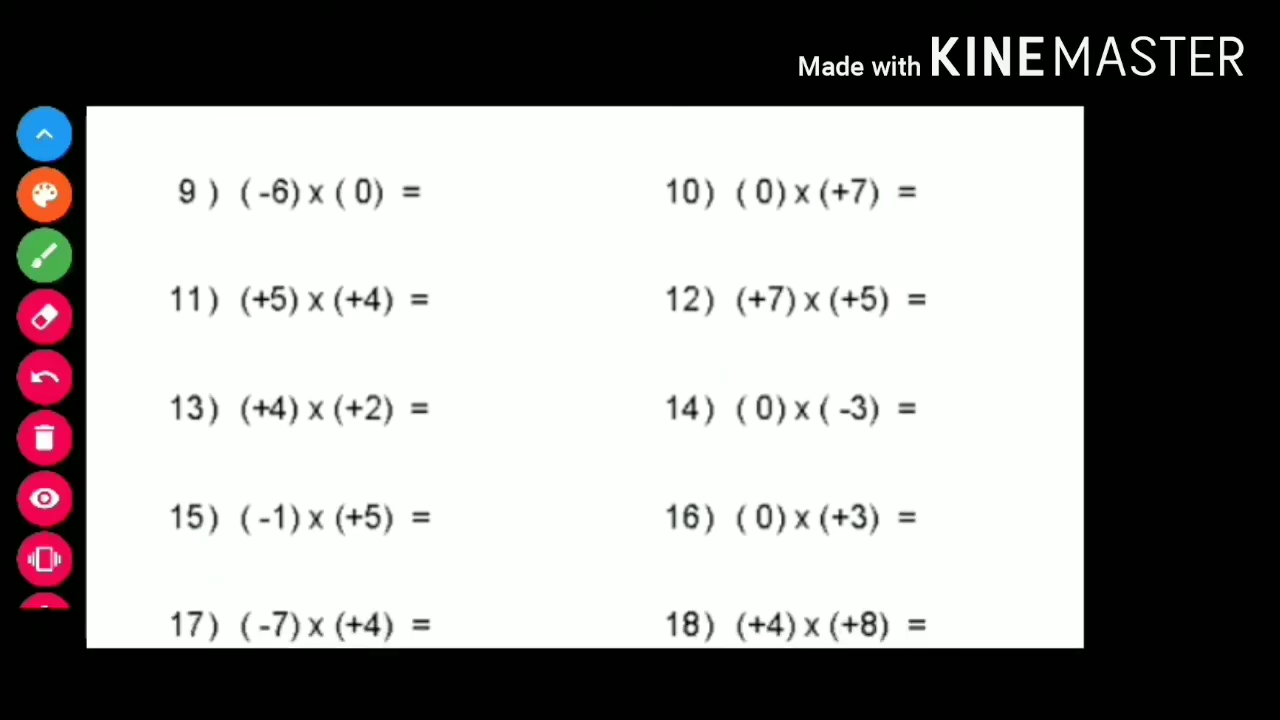 Made with KINEMASTER
9 ) ( -6) x ( 0) =
10) ( 0) x (+7) =
11) (+5) x (+4) =
12) (+7) x (+5) =
13) (+4) x (+2) =
14) ( 0) x ( -3) =
15) ( -1) x (+5) =
16) ( 0) x (+3) =
17) ( -7) x (+4) =
18) (+4) x (+8) =